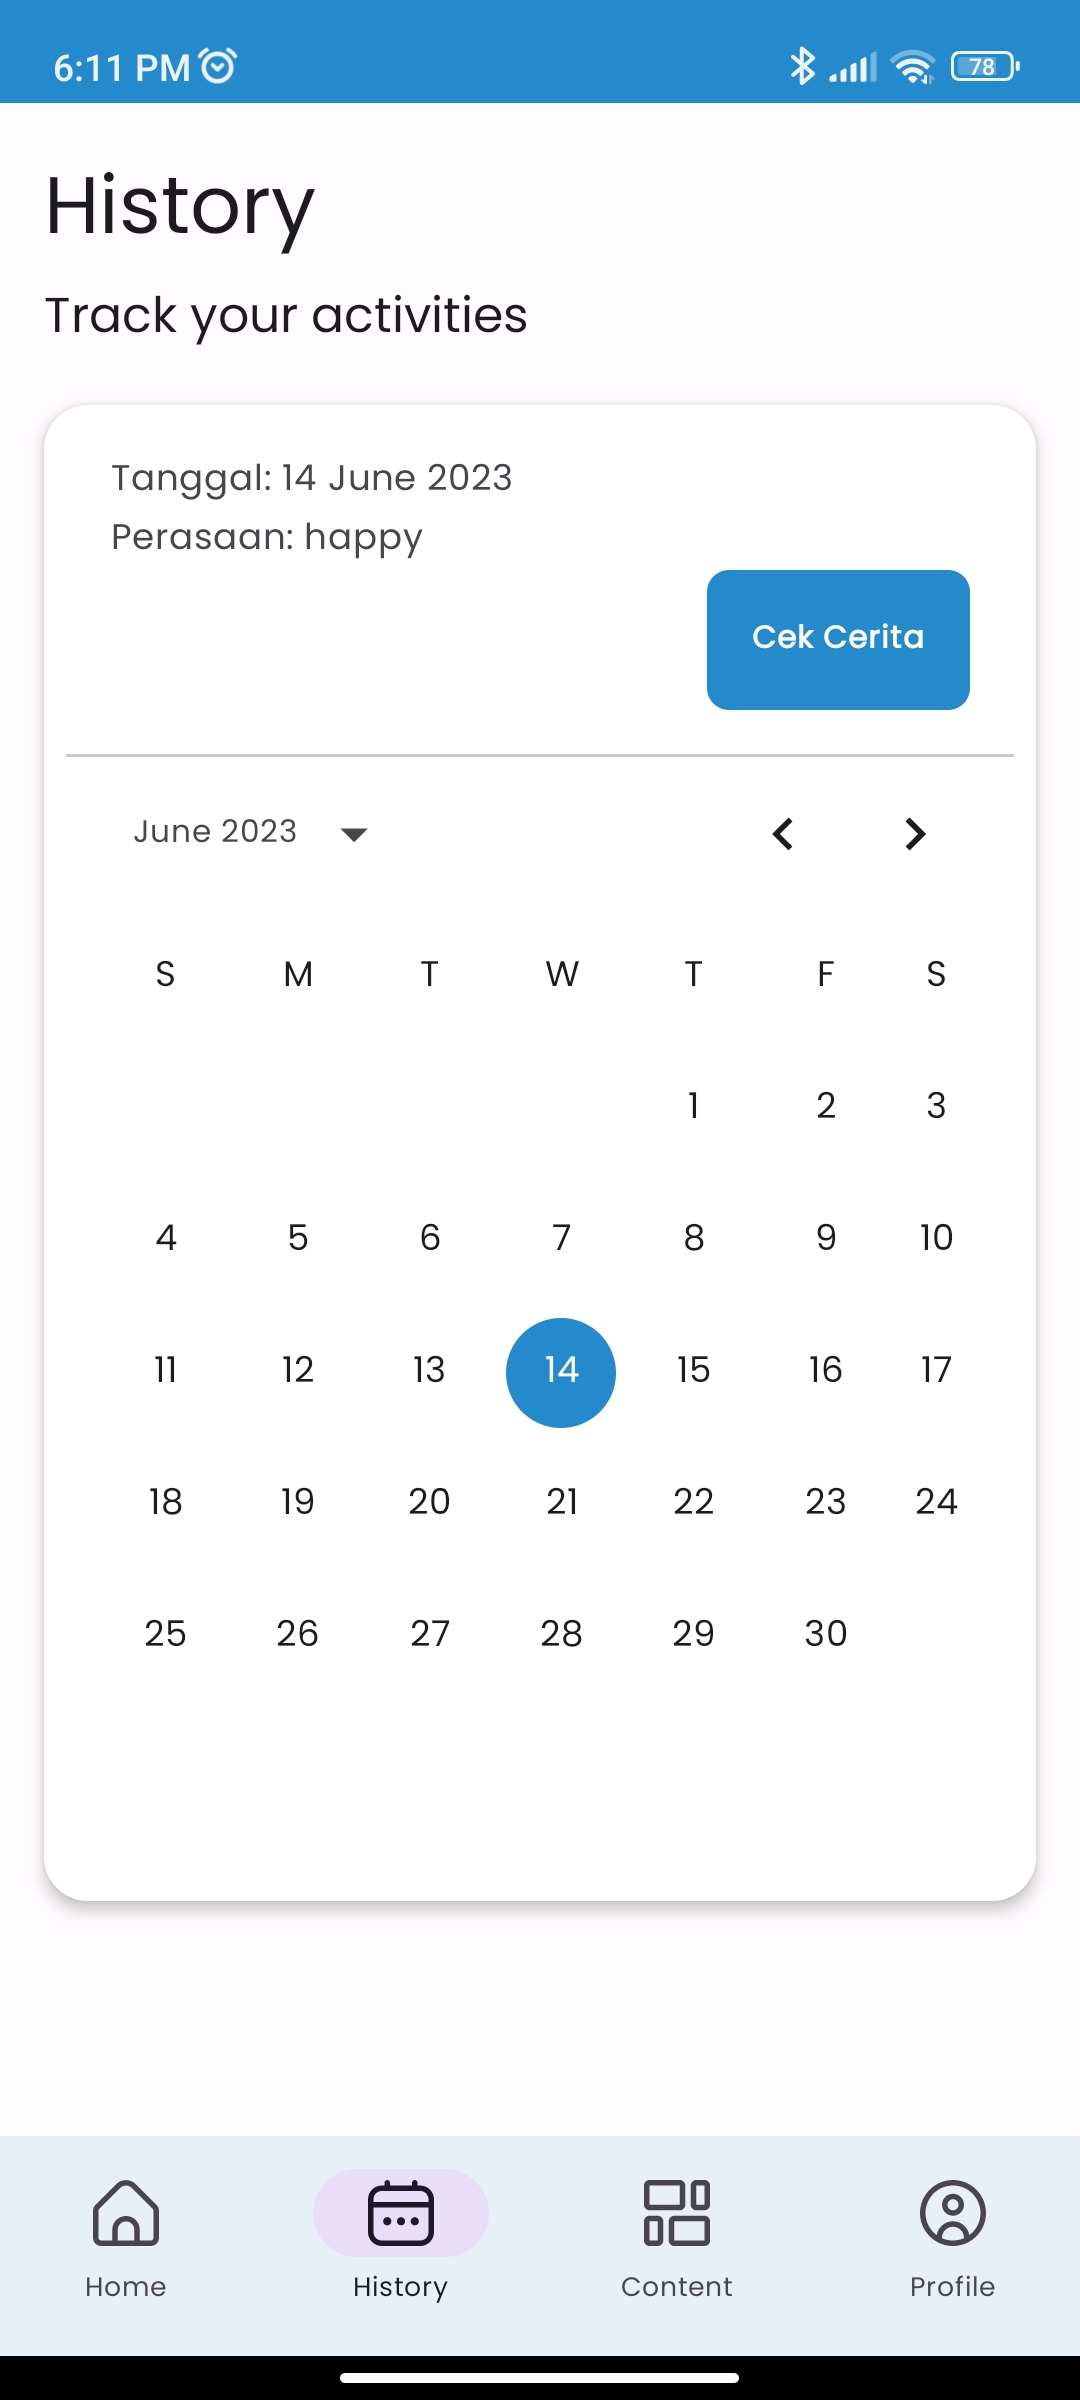 6:11 PM 78
History
Track your activities
Tanggal: 14 June 2023
Perasaan: happy
Cek Cerita
June 2023
S M T W T F S
1 2 3
4 5 6 7 8 9 10
11 12 13 14 15 16 17
18 19 20 21 22 23 24
25 26 27 28 29 30
Home History Content Profile